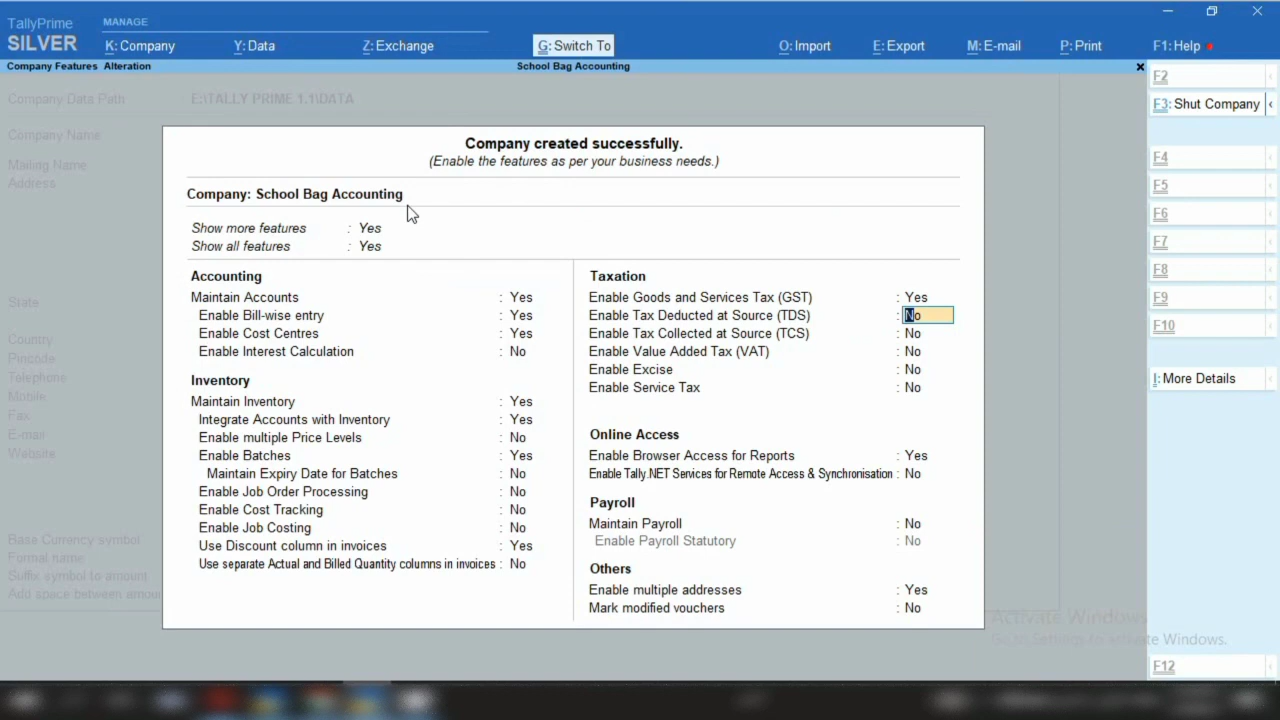 TallyPrime
SILVER
MANAGE
K: Company
Y: Data
Z: Exchange
G: Switch To
O: Import
E: Export
M: E-mail
P: Print
F1: Help
Company Features Alteration
School Bag Accounting
Company Data Path : E:\TALLY PRIME 1.1\DATA
Company Name
Mailing Name
Address
State
Country
Pincode
Telephone
Mobile
Fax
E-mail
Website
Base Currency symbol
Formal name
Suffix symbol to amount
Add space between amou
Company created successfully.
(Enable the features as per your business needs.)
Company: School Bag Accounting
Show more features : Yes
Show all features : Yes
Accounting
Maintain Accounts : Yes
Enable Bill-wise entry : Yes
Enable Cost Centres : Yes
Enable Interest Calculation : No
Inventory
Maintain Inventory : Yes
Integrate Accounts with Inventory : Yes
Enable multiple Price Levels : No
Enable Batches : Yes
Maintain Expiry Date for Batches : No
Enable Job Order Processing : No
Enable Cost Tracking : No
Enable Job Costing : No
Use Discount column in invoices : Yes
Use separate Actual and Billed Quantity columns in invoices : No
Taxation
Enable Goods and Services Tax (GST) : Yes
Enable Tax Deducted at Source (TDS) : No
Enable Tax Collected at Source (TCS) : No
Enable Value Added Tax (VAT) : No
Enable Excise : No
Enable Service Tax : No
Online Access
Enable Browser Access for Reports : Yes
Enable Tally.NET Services for Remote Access & Synchronisation : No
Payroll
Maintain Payroll : No
Enable Payroll Statutory : No
Others
Enable multiple addresses : Yes
Mark modified vouchers : No
F2
F3: Shut Company
F4
F5
F6
F7
F8
F9
F10
I: More Details
F12
Activate Windows
Go to Settings to activate Windows.